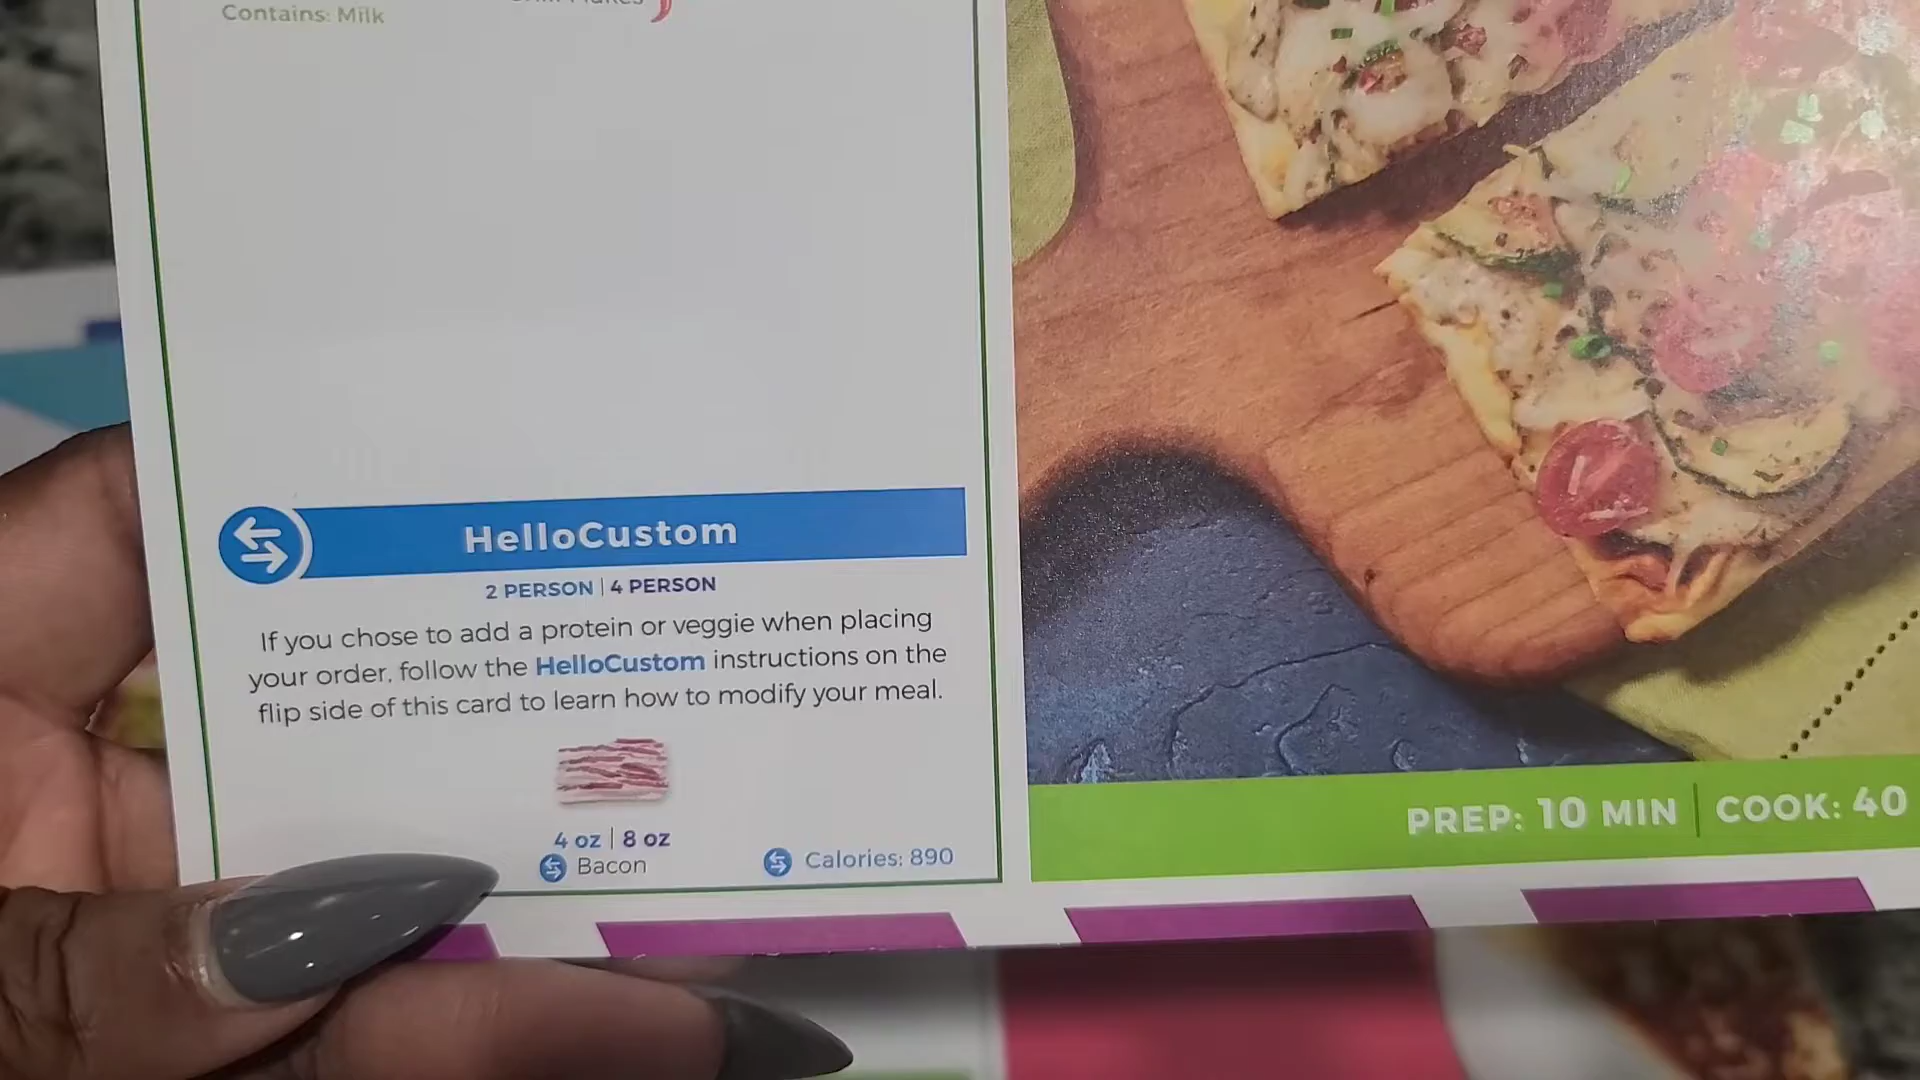 Contains: Milk
HelloCustom
2 PERSON | 4 PERSON
If you chose to add a protein or veggie when placing
your order, follow the HelloCustom instructions on the
flip side of this card to learn how to modify your meal.
4 oz | 8 oz
Bacon
Calories: 890
PREP: 10 MIN | COOK: 40